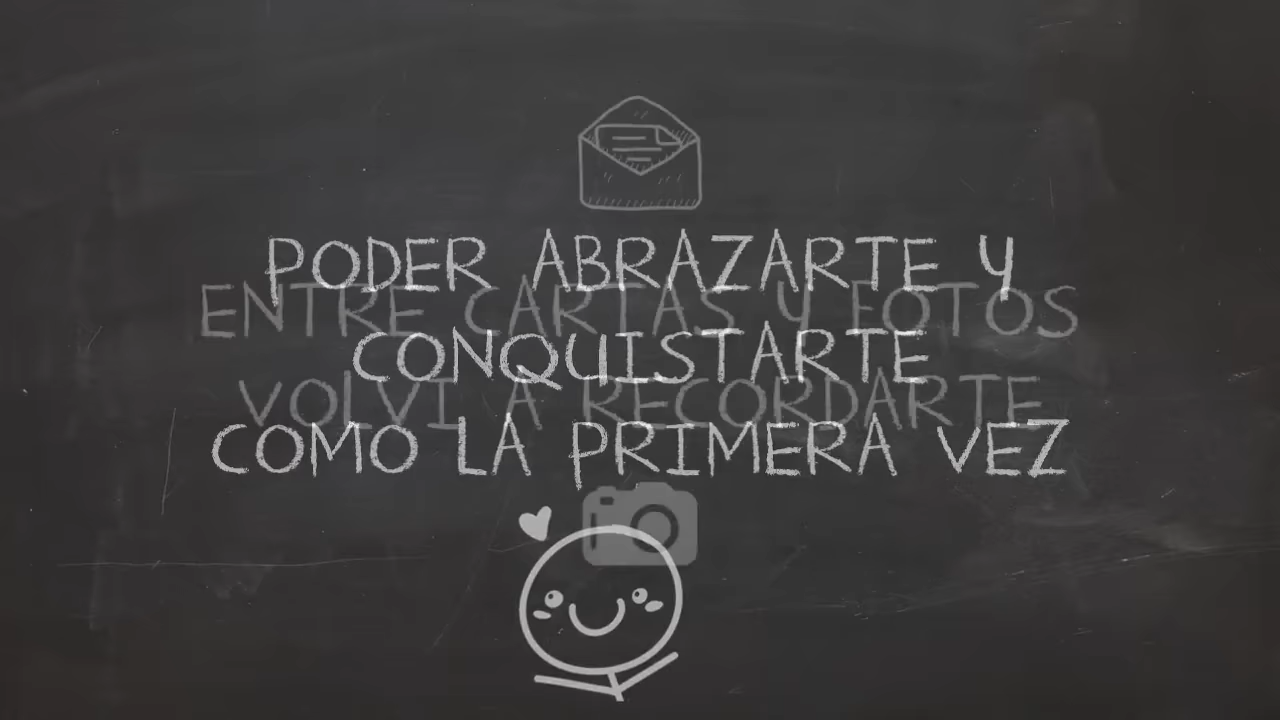 PODER ABRAZARTE Y
ENTRE CARTAS Y FOTOS
CONQUISTARTE
VOLVI A RECORDARTE
COMO LA PRIMERA VEZ